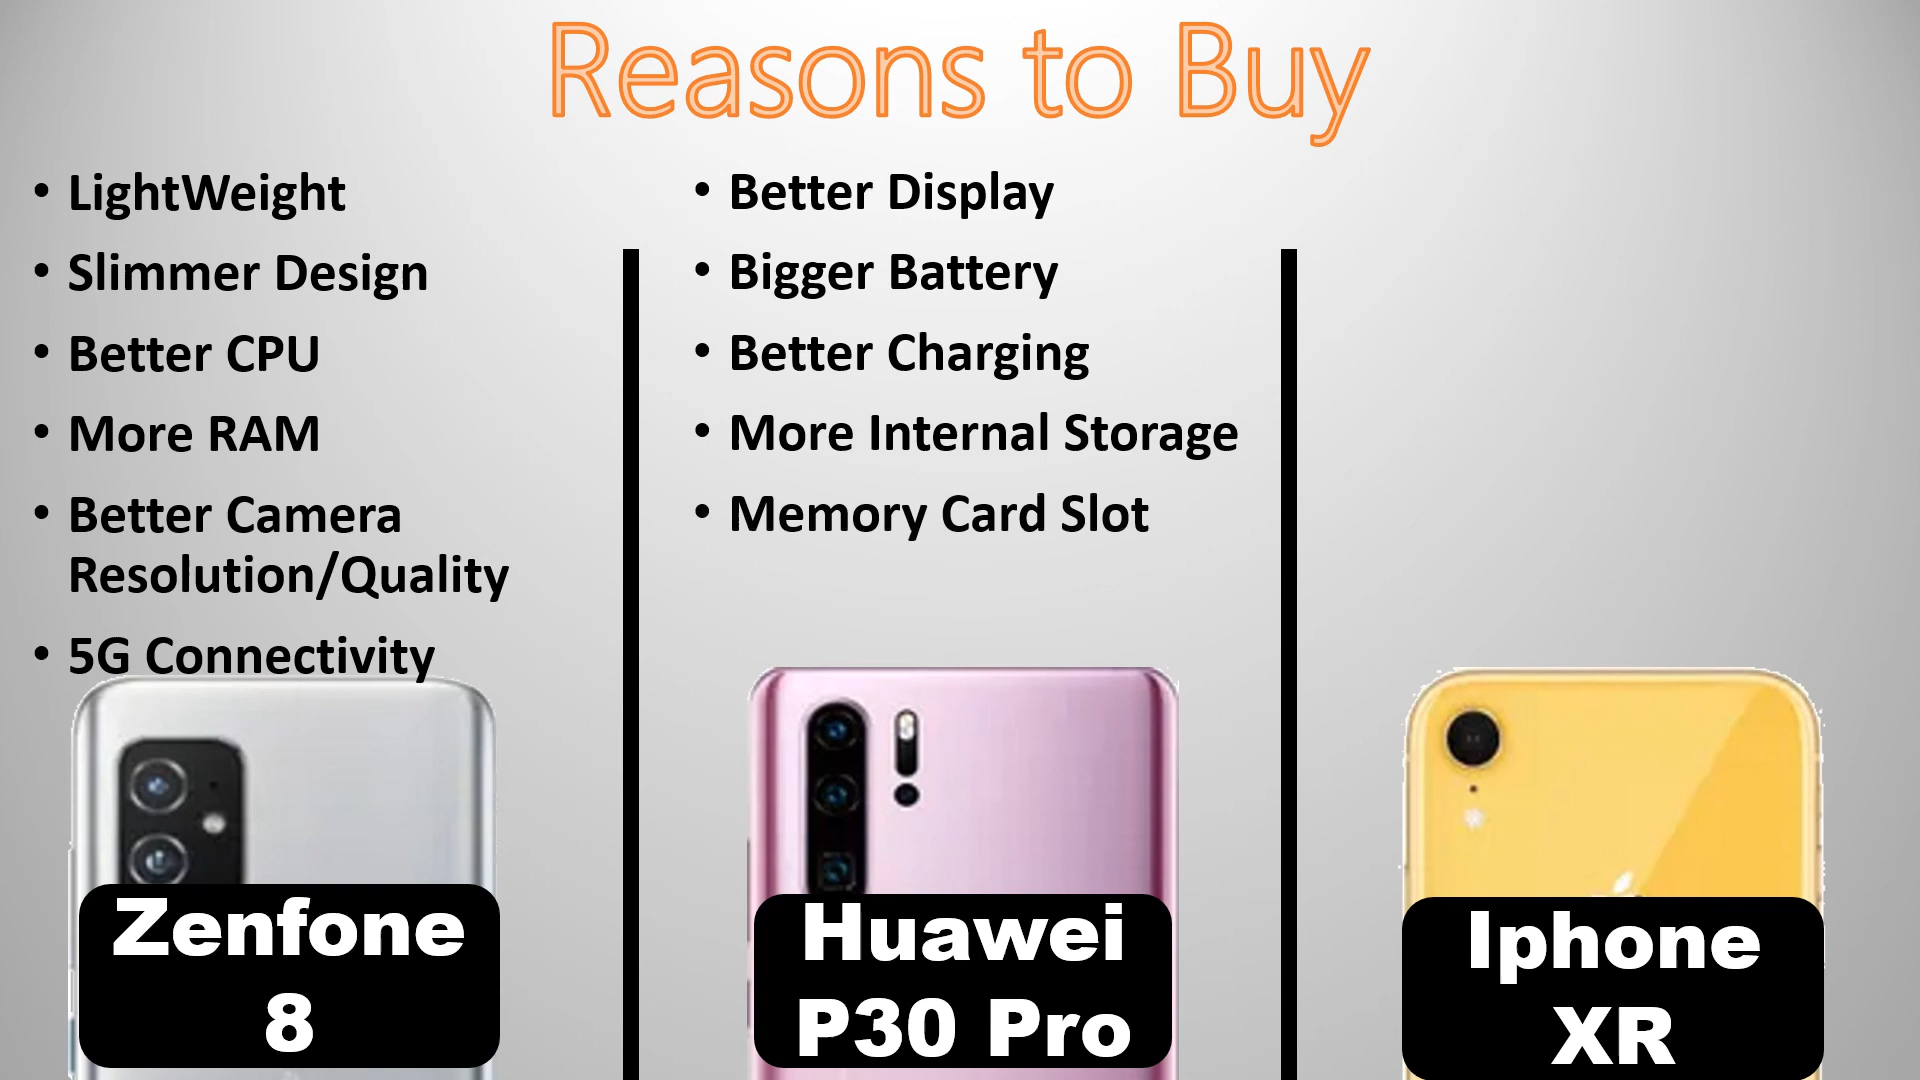 Reasons to Buy
• LightWeight
• Slimmer Design
• Better CPU
• More RAM
• Better Camera
Resolution/Quality
• 5G Connectivity
• Better Display
• Bigger Battery
• Better Charging
• More Internal Storage
• Memory Card Slot
Zenfone
8
Huawei
P30 Pro
Iphone
XR